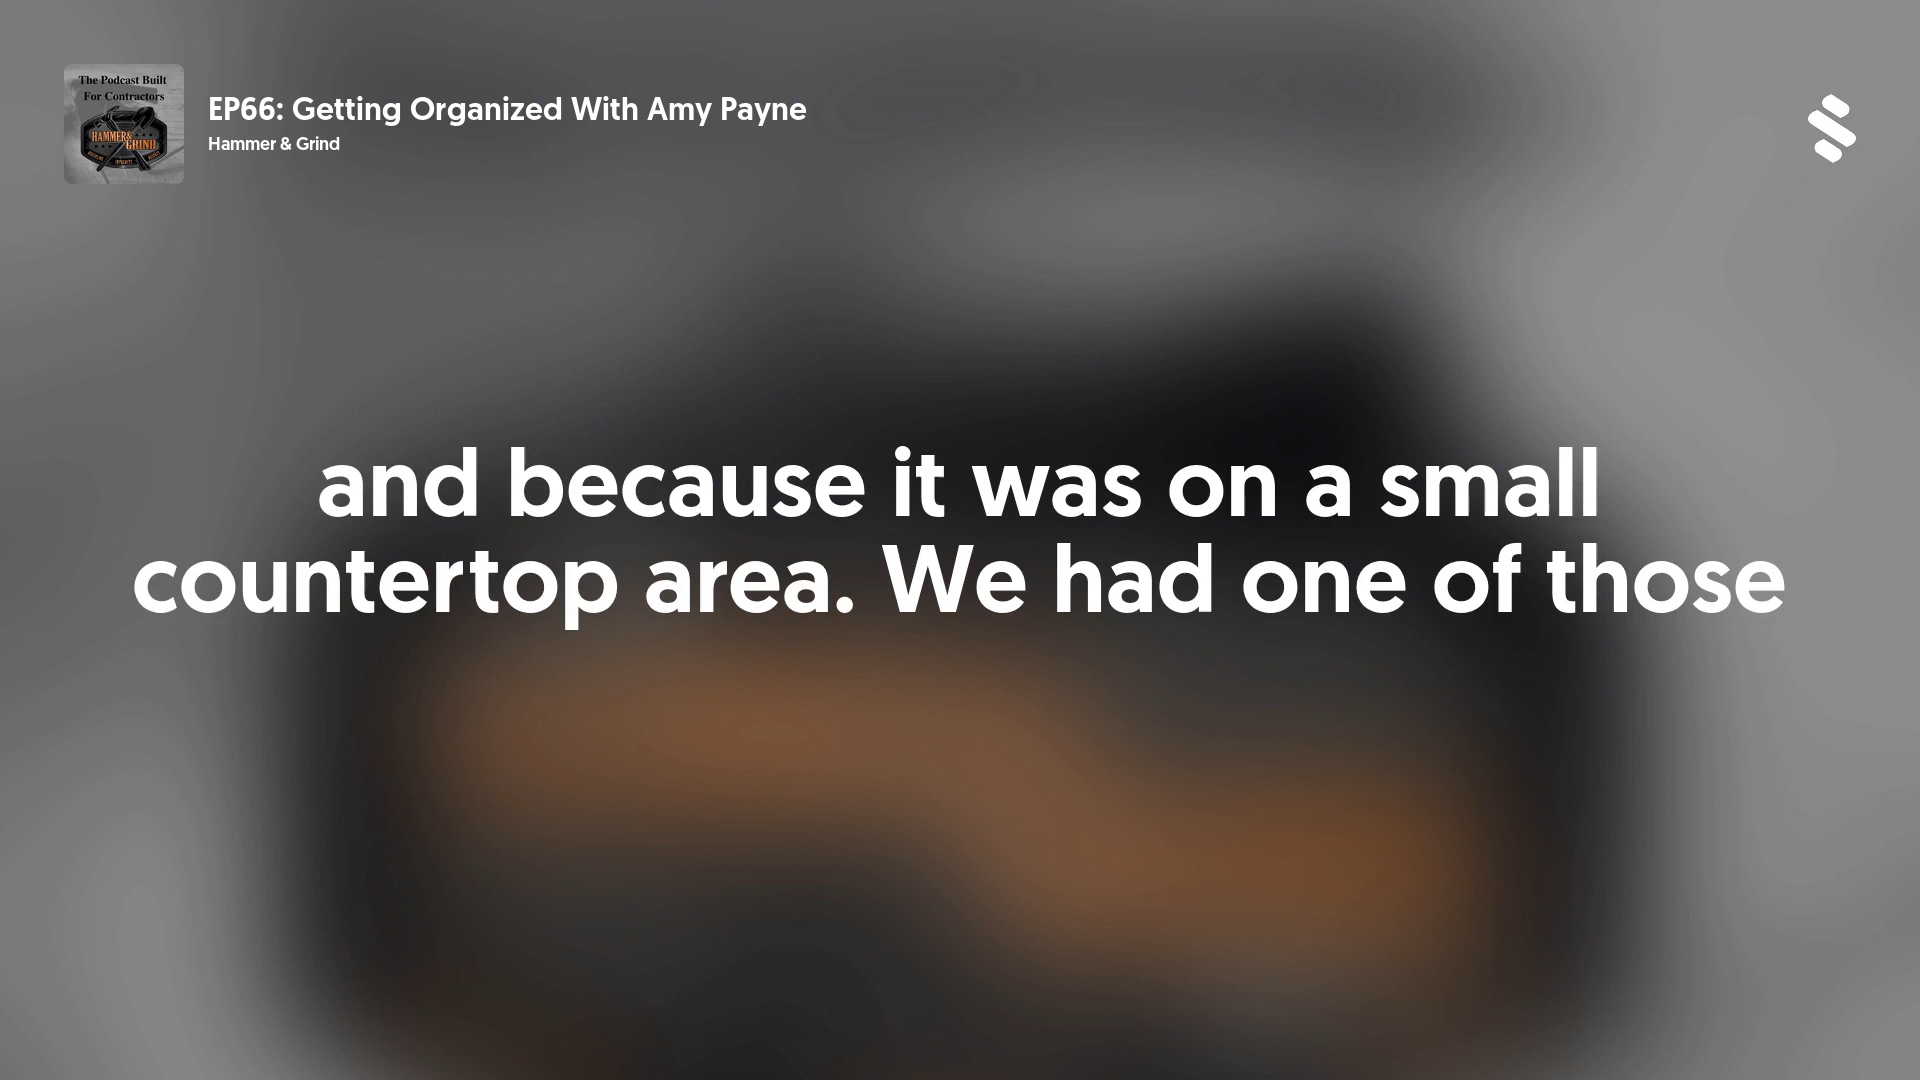 The Podcast Built
For Contractors
HAMMER&
GRIND
EP66: Getting Organized With Amy Payne
Hammer & Grind
and because it was on a small
countertop area. We had one of those